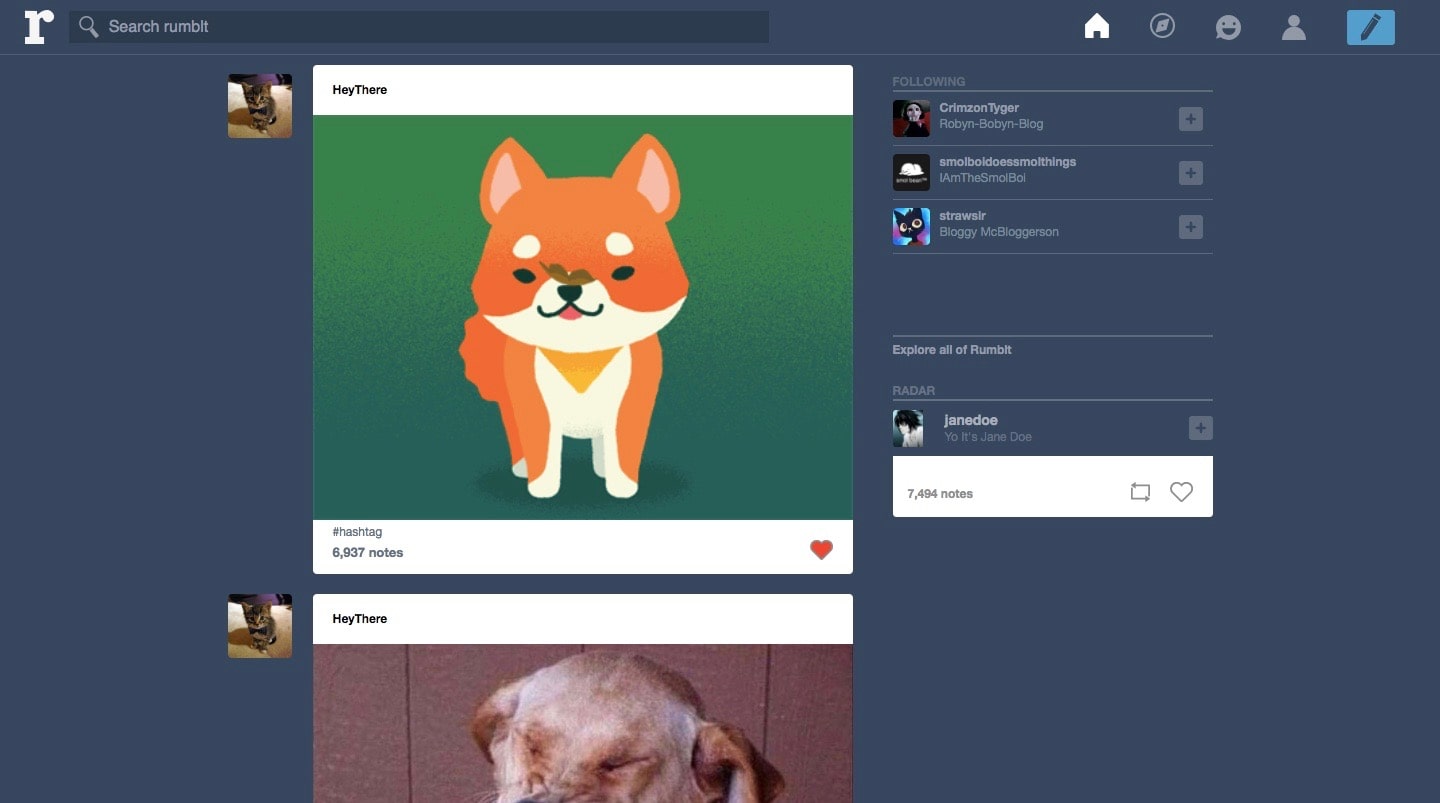 r
Search rumblt
HeyThere
#hashtag
6,937 notes
HeyThere
FOLLOWING
CrimzonTyger
Robyn-Bobyn-Blog
smolboidoessmolthings
IAmTheSmolBoi
strawsir
Bloggy McBloggerson
Explore all of Rumblt
RADAR
janedoe
Yo It's Jane Doe
7,494 notes